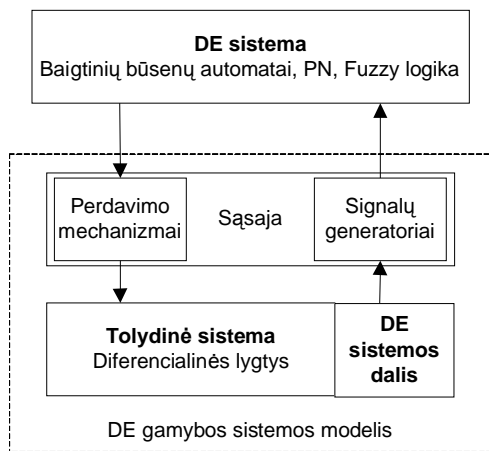 DE sistema
Baigtinių būsenų automatai, PN, Fuzzy logika
Perdavimo
mechanizmai
Sąsaja
Signalų
generatoriai
Tolydinė sistema
Diferencialinės lygtys
DE
sistemos
dalis
DE gamybos sistemos modelis